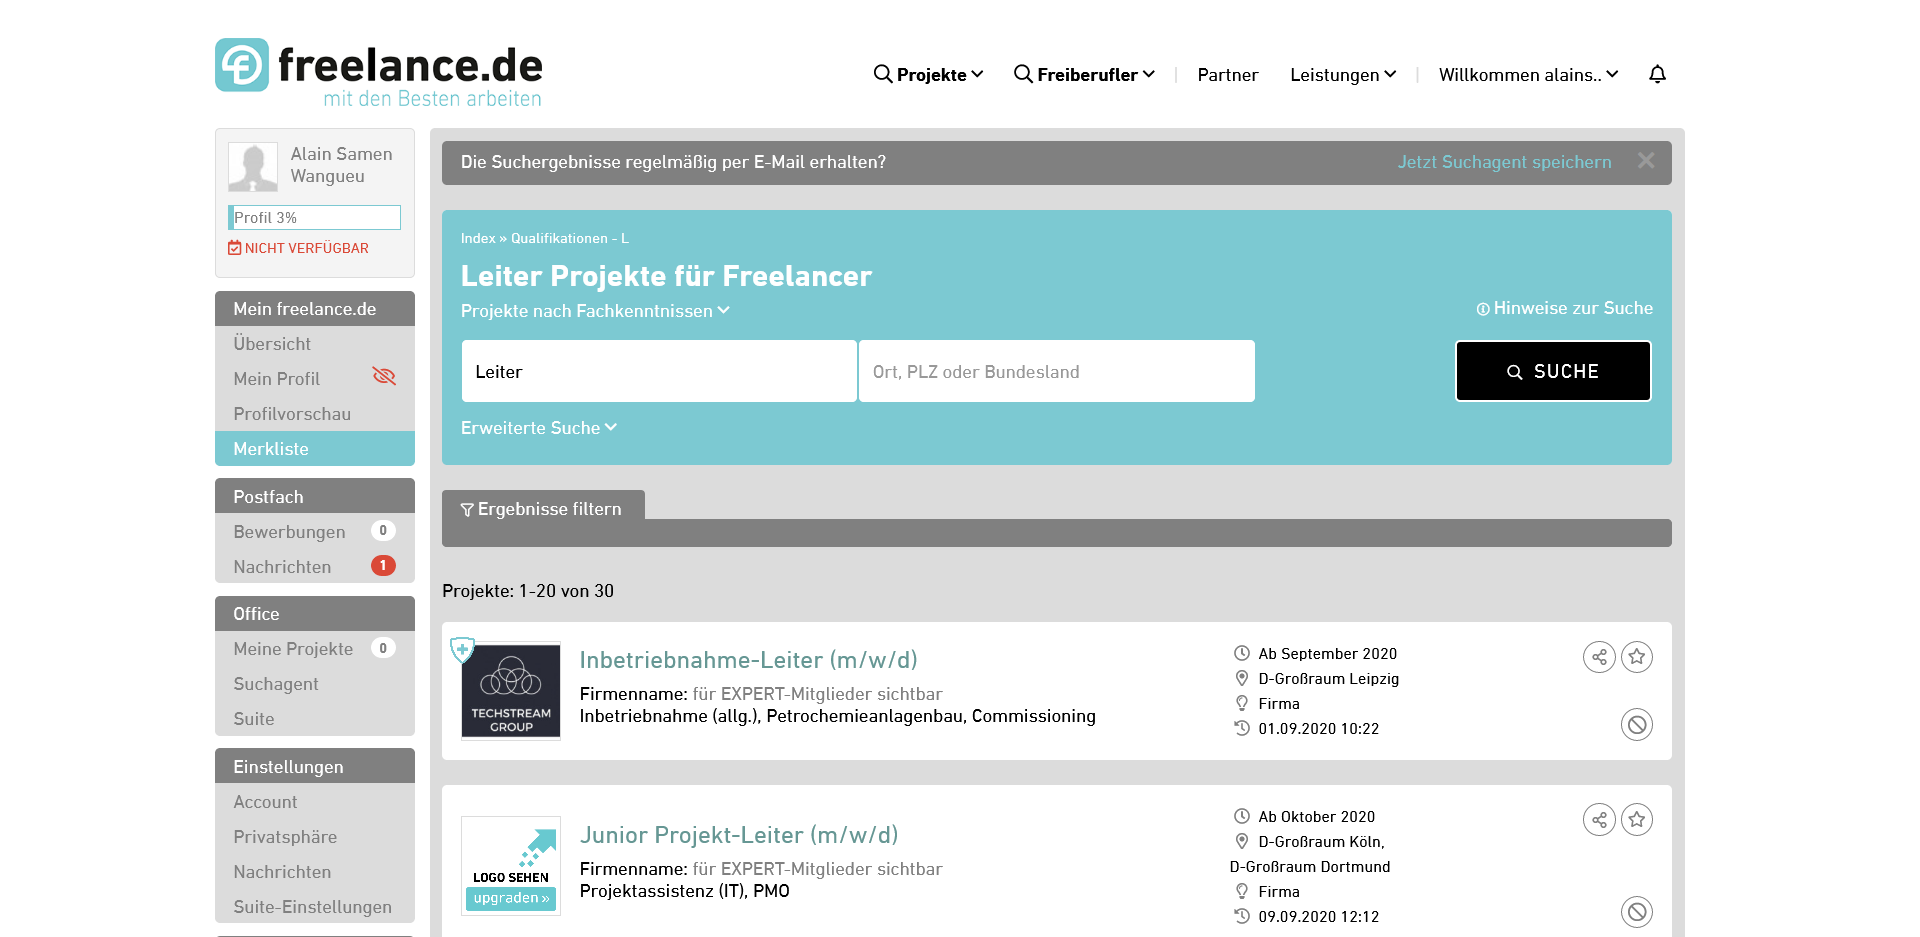 freelance.de
mit den Besten arbeiten
Projekte
Freiberufler
Partner
Leistungen
Willkommen alains..
Alain Samen
Wangueu
Profil 3%
NICHT VERFÜGBAR
Mein freelance.de
Übersicht
Mein Profil
Profilvorschau
Merkliste
Postfach
Bewerbungen 0
Nachrichten 1
Office
Meine Projekte 0
Suchagent
Suite
Einstellungen
Account
Privatsphäre
Nachrichten
Suite-Einstellungen
Die Suchergebnisse regelmäßig per E-Mail erhalten?
Jetzt Suchagent speichern
Index » Qualifikationen - L
Leiter Projekte für Freelancer
Projekte nach Fachkenntnissen
Hinweise zur Suche
Leiter
Ort, PLZ oder Bundesland
SUCHE
Erweiterte Suche
Ergebnisse filtern
Projekte: 1-20 von 30
TECHSTREAM
GROUP
Inbetriebnahme-Leiter (m/w/d)
Firmenname: für EXPERT-Mitglieder sichtbar
Inbetriebnahme (allg.), Petrochemieanlagenbau, Commissioning
Ab September 2020
D-Großraum Leipzig
Firma
01.09.2020 10:22
LOGO SEHEN
upgraden »
Junior Projekt-Leiter (m/w/d)
Firmenname: für EXPERT-Mitglieder sichtbar
Projektassistenz (IT), PMO
Ab Oktober 2020
D-Großraum Köln,
D-Großraum Dortmund
Firma
09.09.2020 12:12